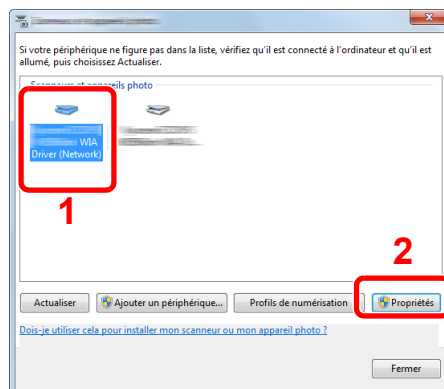 Si votre périphérique ne figure pas dans la liste, vérifiez qu'il est connecté à l'ordinateur et qu'il est
allumé, puis choisissez Actualiser.
Scanneurs et appareils photo
WIA
Driver (Network)
1
2
Actualiser
Ajouter un périphérique...
Profils de numérisation
Propriétés
Dois-je utiliser cela pour installer mon scanneur ou mon appareil photo ?
Fermer